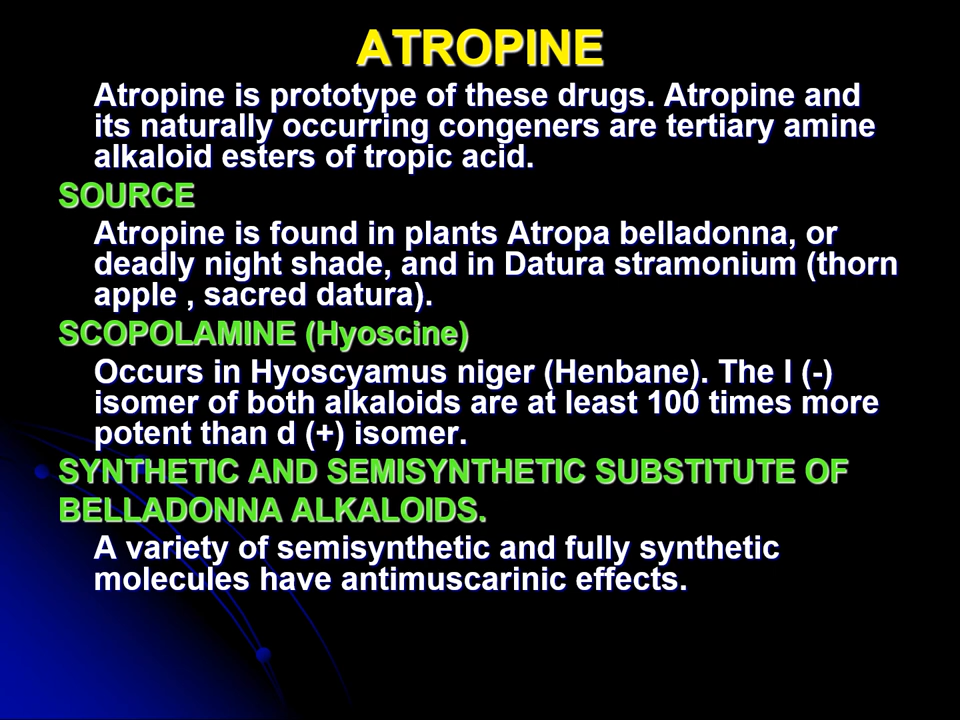 ATROPINE
Atropine is prototype of these drugs. Atropine and
its naturally occurring congeners are tertiary amine
alkaloid esters of tropic acid.
SOURCE
Atropine is found in plants Atropa belladonna, or
deadly night shade, and in Datura stramonium (thorn
apple , sacred datura).
SCOPOLAMINE (Hyoscine)
Occurs in Hyoscyamus niger (Henbane). The l (-)
isomer of both alkaloids are at least 100 times more
potent than d (+) isomer.
SYNTHETIC AND SEMISYNTHETIC SUBSTITUTE OF
BELLADONNA ALKALOIDS.
A variety of semisynthetic and fully synthetic
molecules have antimuscarinic effects.